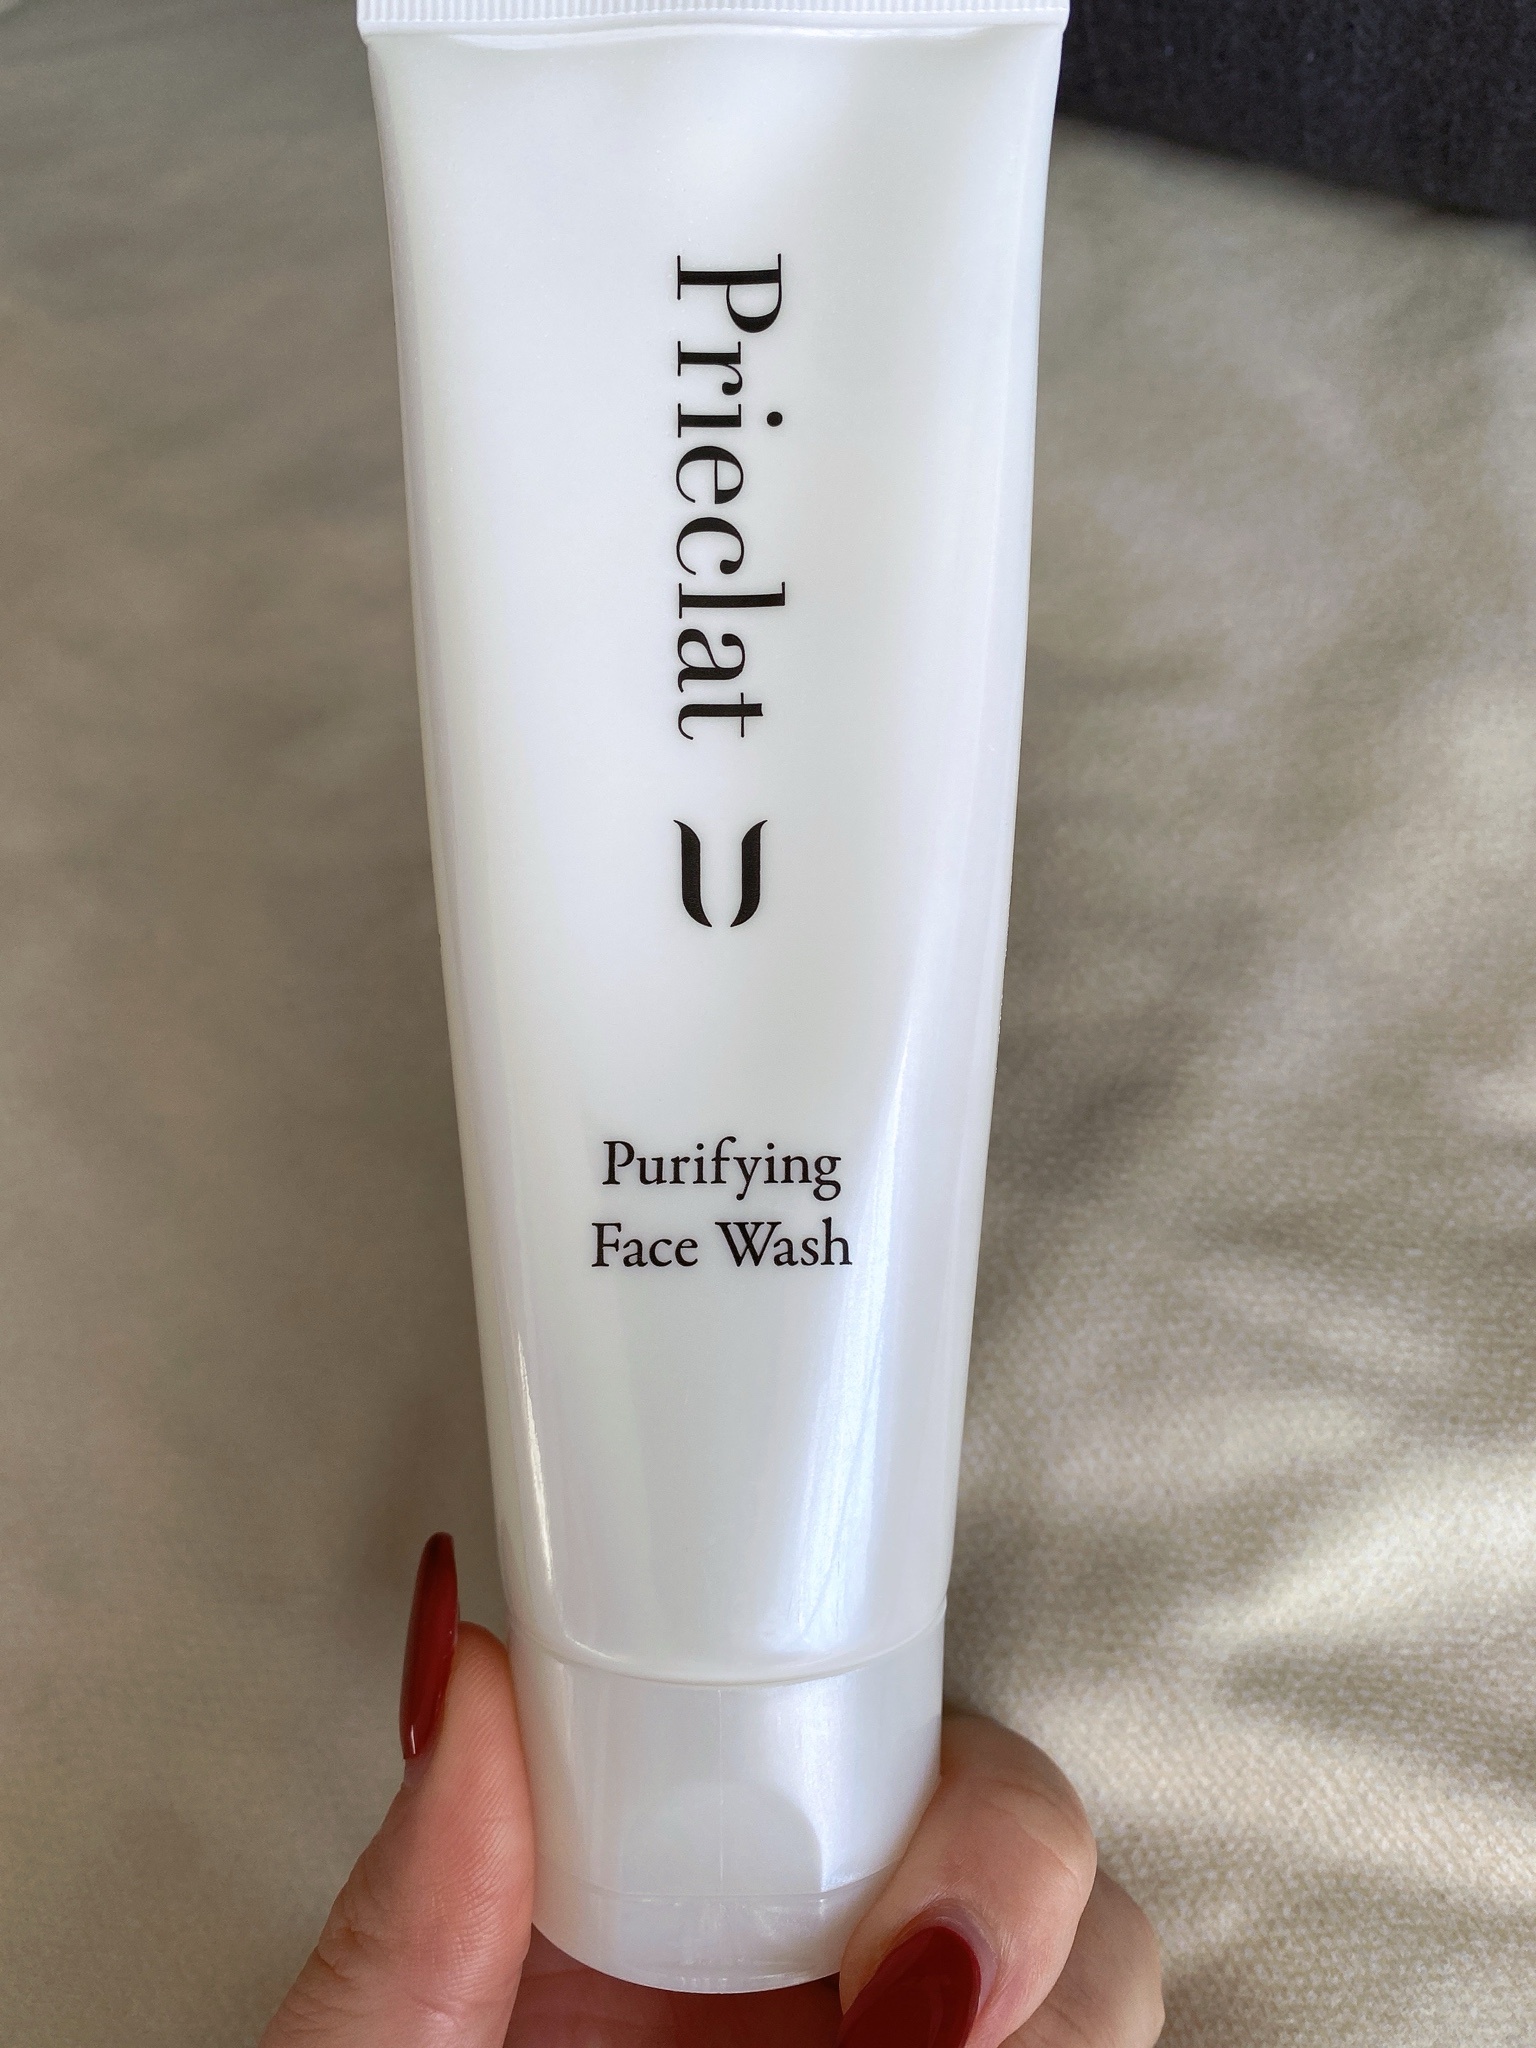 Prieclat
Purifying
Face Wash